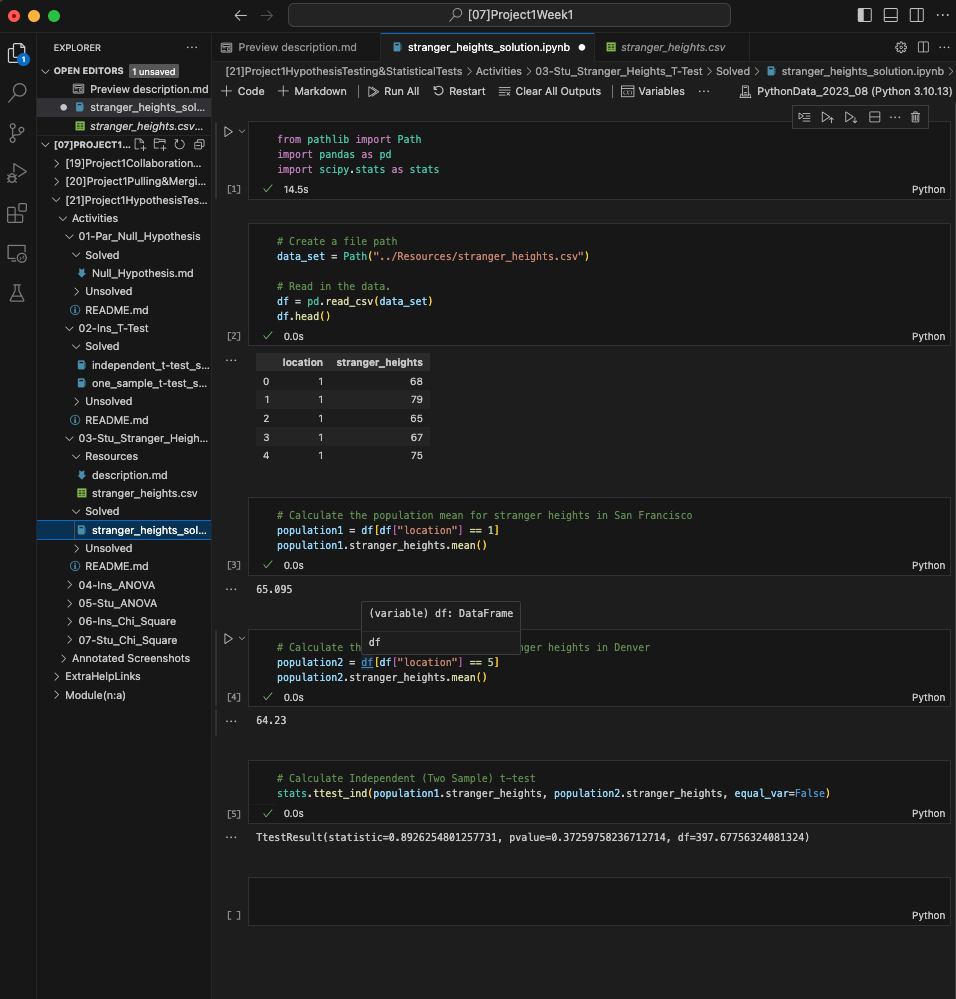 [07]Project1Week1
EXPLORER
OPEN EDITORS 1 unsaved
Preview description.md
stranger_heights_sol...
stranger_heights.csv...
[07]PROJECT1...
[19]Project1Collaboration...
[20]Project1Pulling&Mergi...
[21]Project1HypothesisTes...
Activities
01-Par_Null_Hypothesis
Solved
Null_Hypothesis.md
Unsolved
README.md
02-Ins_T-Test
Solved
independent_t-test_s...
one_sample_t-test_s...
Unsolved
README.md
03-Stu_Stranger_Heigh...
Resources
description.md
stranger_heights.csv
Solved
stranger_heights_sol...
Unsolved
README.md
04-Ins_ANOVA
05-Stu_ANOVA
06-Ins_Chi_Square
07-Stu_Chi_Square
Annotated Screenshots
ExtraHelpLinks
Module(n:a)
1
Preview description.md stranger_heights_solution.ipynb stranger_heights.csv
[21]Project1HypothesisTesting&StatisticalTests > Activities > 03-Stu_Stranger_Heights_T-Test > Solved > stranger_heights_solution.ipynb >
+ Code + Markdown Run All Restart Clear All Outputs Variables ... PythonData_2023_08 (Python 3.10.13)
from pathlib import Path
import pandas as pd
import scipy.stats as stats
[1] 14.5s Python
# Create a file path
data_set = Path("../Resources/stranger_heights.csv")
# Read in the data.
df = pd.read_csv(data_set)
df.head()
[2] 0.0s Python
location stranger_heights
0 1 68
1 1 79
2 1 65
3 1 67
4 1 75
# Calculate the population mean for stranger heights in San Francisco
population1 = df[df["location"] == 1]
population1.stranger_heights.mean()
[3] 0.0s Python
65.095
(variable) df: DataFrame
df
# Calculate th nger heights in Denver
population2 = df[df["location"] == 5]
population2.stranger_heights.mean()
[4] 0.0s Python
64.23
# Calculate Independent (Two Sample) t-test
stats.ttest_ind(population1.stranger_heights, population2.stranger_heights, equal_var=False)
[5] 0.0s Python
TtestResult(statistic=0.8926254801257731, pvalue=0.37259758236712714, df=397.67756324081324)
[ ] Python